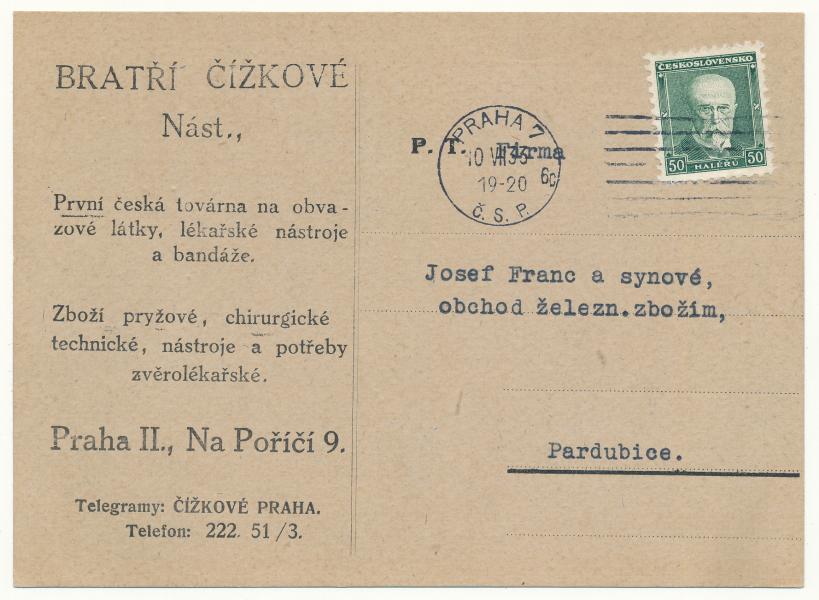 BRATŘÍ ČÍŽKOVÉ
Nást.,
První česká továrna na obva-
zové látky, lékařské nástroje
a bandáže.
Zboží pryžové, chirurgické
technické, nástroje a potřeby
zvěrolékařské.
Praha II., Na Poříčí 9.
Telegramy: ČÍŽKOVÉ PRAHA.
Telefon: 222. 51/3.
ČESKOSLOVENSKO
50 HALÉŘŮ 50
PRAHA 7
10 VII
19-20
Č. S. P.
P. T. Firma
Josef Franc a synové,
obchod železn.zbožím,
Pardubice.